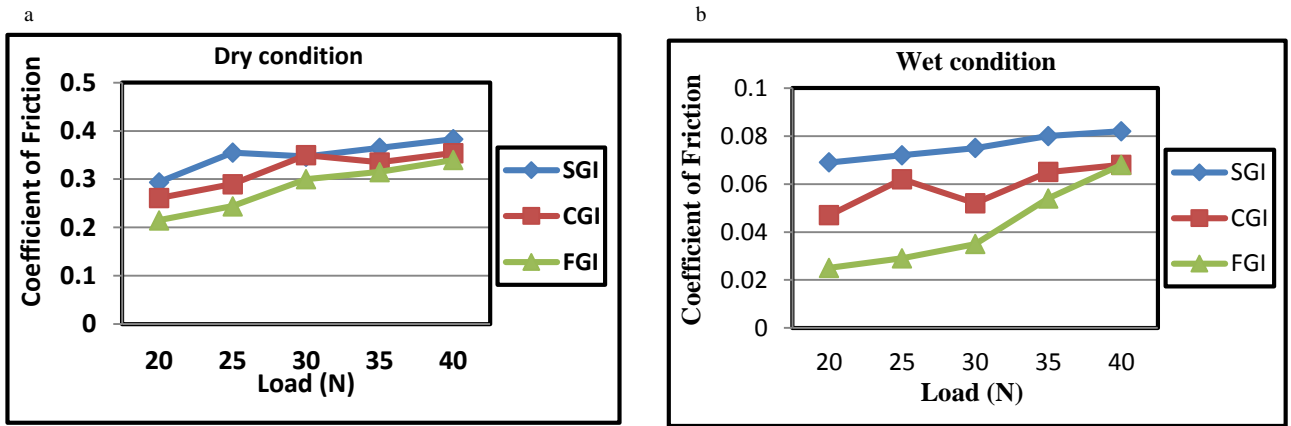 a
Dry condition
Coefficient of Friction
0.5
0.4
0.3
0.2
0.1
0
20 25 30 35 40
Load (N)
SGI
CGI
FGI
b
Wet condition
Coefficient of Friction
0.1
0.08
0.06
0.04
0.02
0
20 25 30 35 40
Load (N)
SGI
CGI
FGI